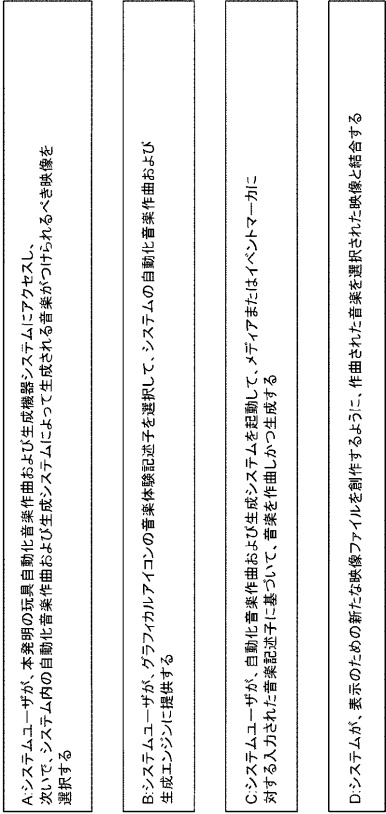 A:システムユーザが、本発明の玩具自動化音楽作曲および生成機器システムにアクセスし、
次いで、システム内の自動化音楽作曲および生成システムによって生成される音楽がつけられるべき映像を
選択する
B:システムユーザが、グラフィカルアイコンの音楽体験記述子を選択して、システムの自動化音楽作曲および
生成エンジンに提供する
C:システムユーザが、自動化音楽作曲および生成システムを起動して、メディアまたはイベントマーカに
対する入力された音楽記述子に基づいて、音楽を作曲しかつ生成する
D:システムが、表示のための新たな映像ファイルを創作するように、作曲された音楽を選択された映像と結合する